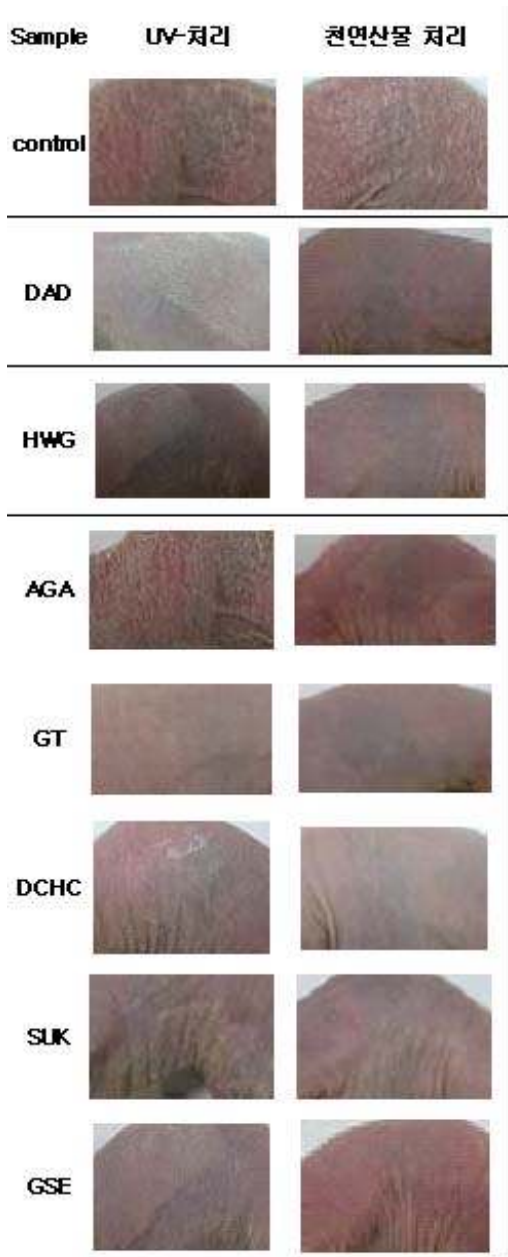 Sample UV-처리 천연산물 처리
control
DAD
HWG
AGA
GT
DCHC
SUK
GSE